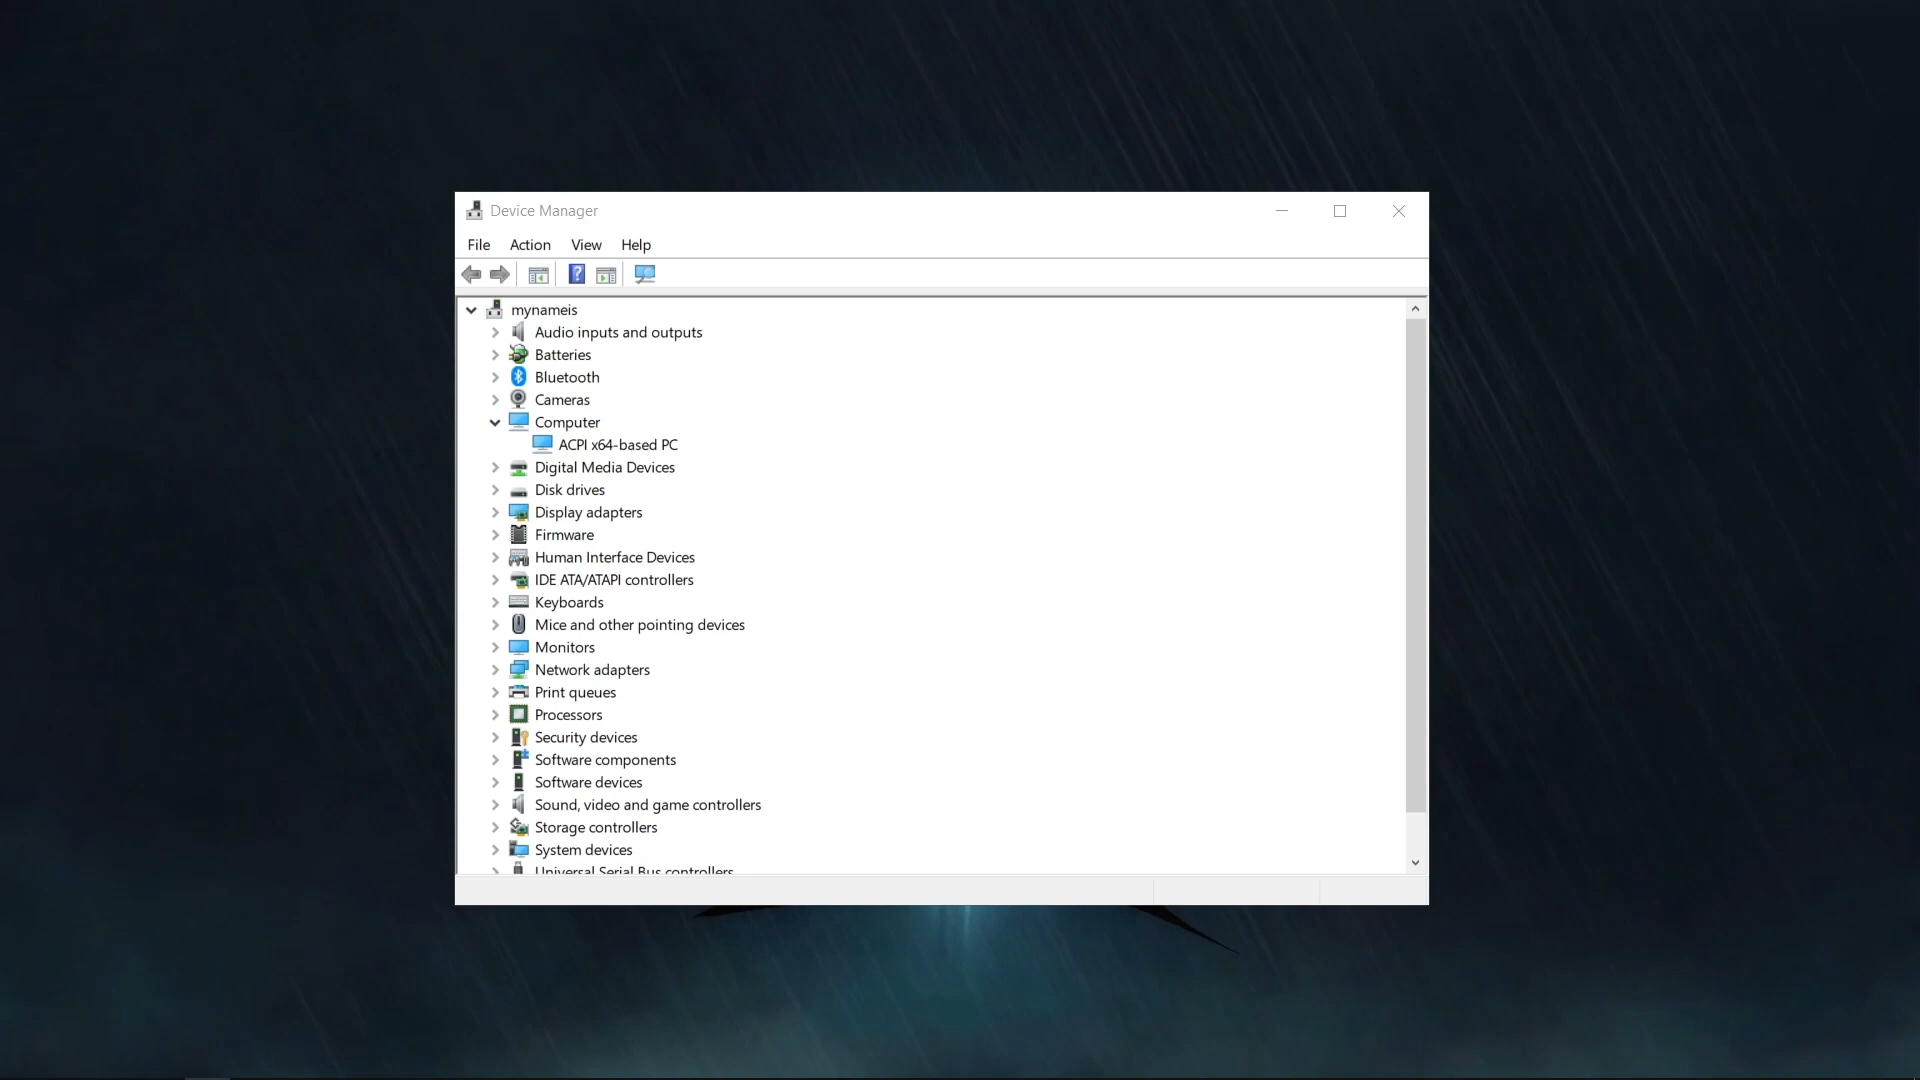 Device Manager
File Action View Help
mynameis
Audio inputs and outputs
Batteries
Bluetooth
Cameras
Computer
ACPI x64-based PC
Digital Media Devices
Disk drives
Display adapters
Firmware
Human Interface Devices
IDE ATA/ATAPI controllers
Keyboards
Mice and other pointing devices
Monitors
Network adapters
Print queues
Processors
Security devices
Software components
Software devices
Sound, video and game controllers
Storage controllers
System devices
Universal Serial Bus controllers